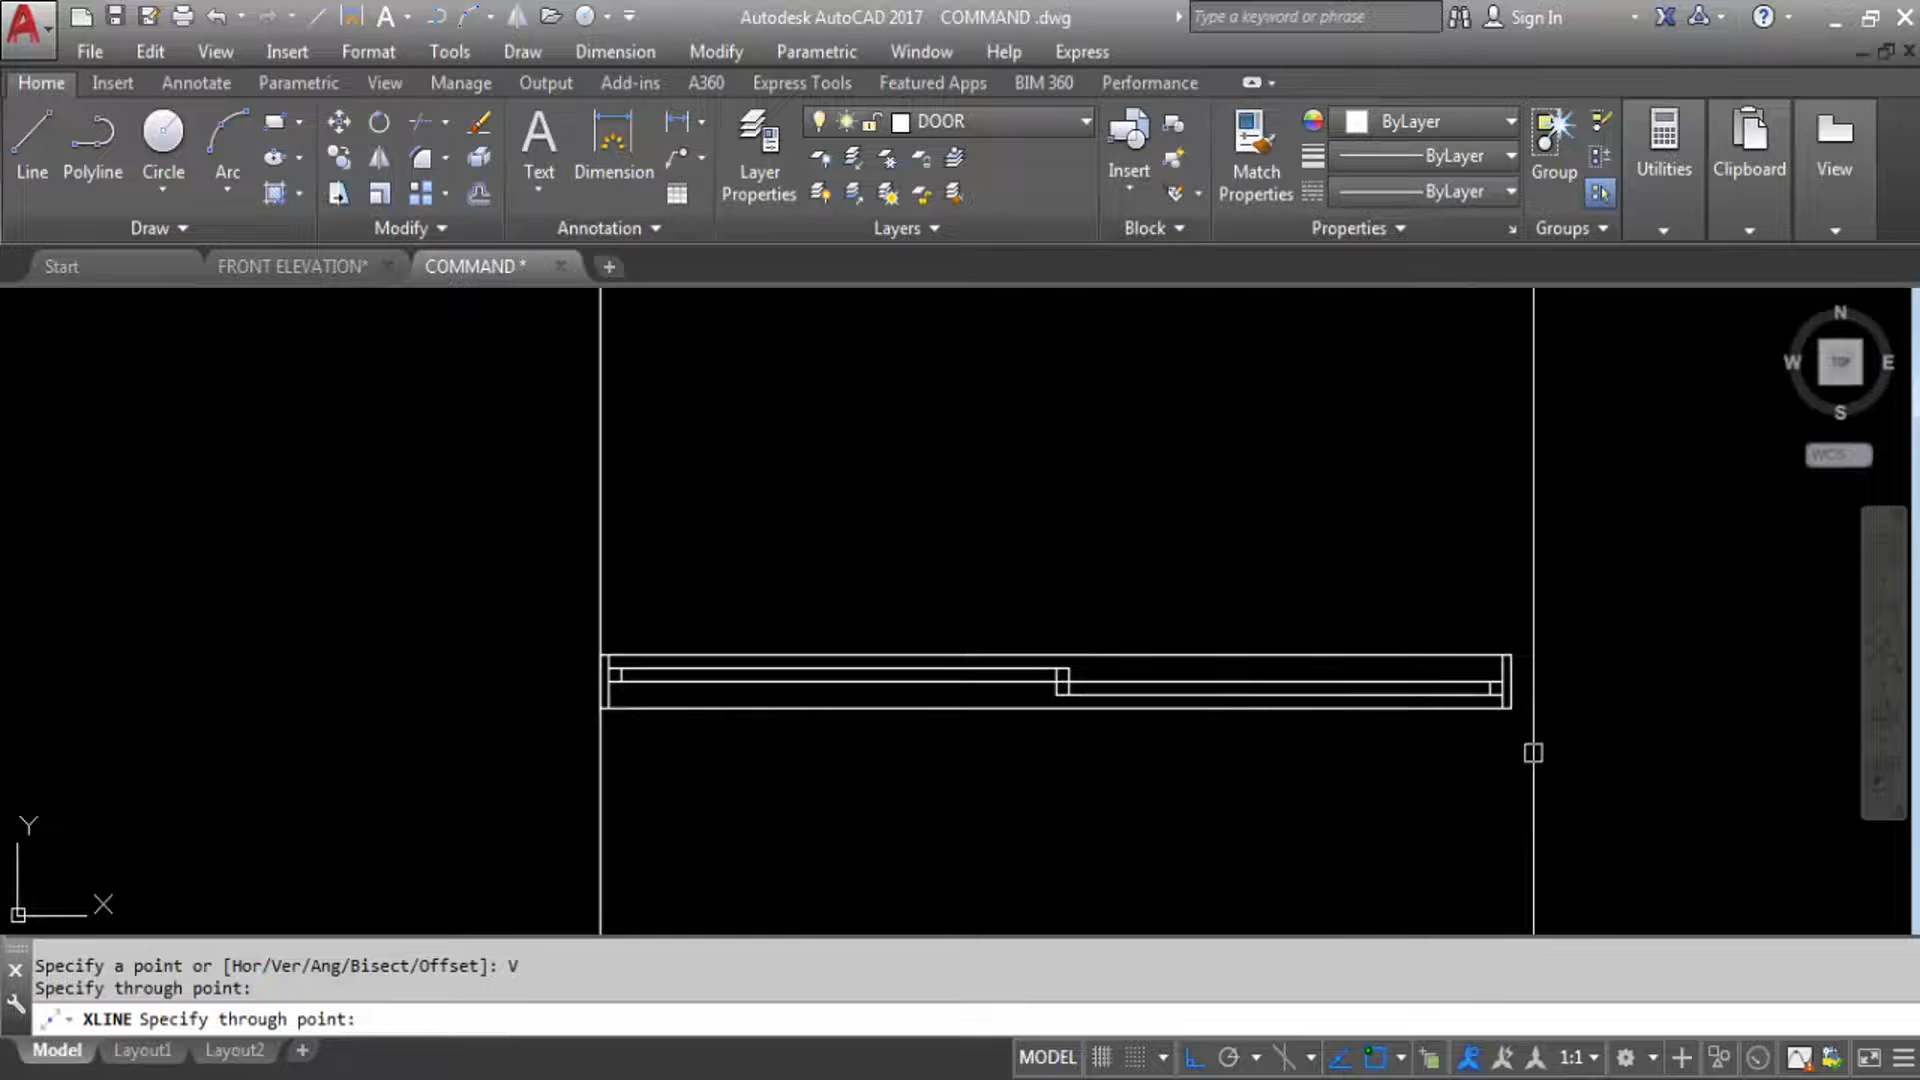 Autodesk AutoCAD 2017 COMMAND .dwg
Type a keyword or phrase
Sign In
File Edit View Insert Format Tools Draw Dimension Modify Parametric Window Help Express
Home Insert Annotate Parametric View Manage Output Add-ins A360 Express Tools Featured Apps BIM 360 Performance
DOOR
ByLayer
ByLayer
ByLayer
Line Polyline Circle Arc
Text Dimension
Layer Properties
Insert
Match Properties
Group
Utilities
Clipboard
View
Draw Modify Annotation Layers Block Properties Groups
Start FRONT ELEVATION* COMMAND*
N
W TOP E
S
WCS
Y
X
Specify a point or [Hor/Ver/Ang/Bisect/Offset]: V
Specify through point:
XLINE Specify through point:
Model Layout1 Layout2
MODEL
1:1